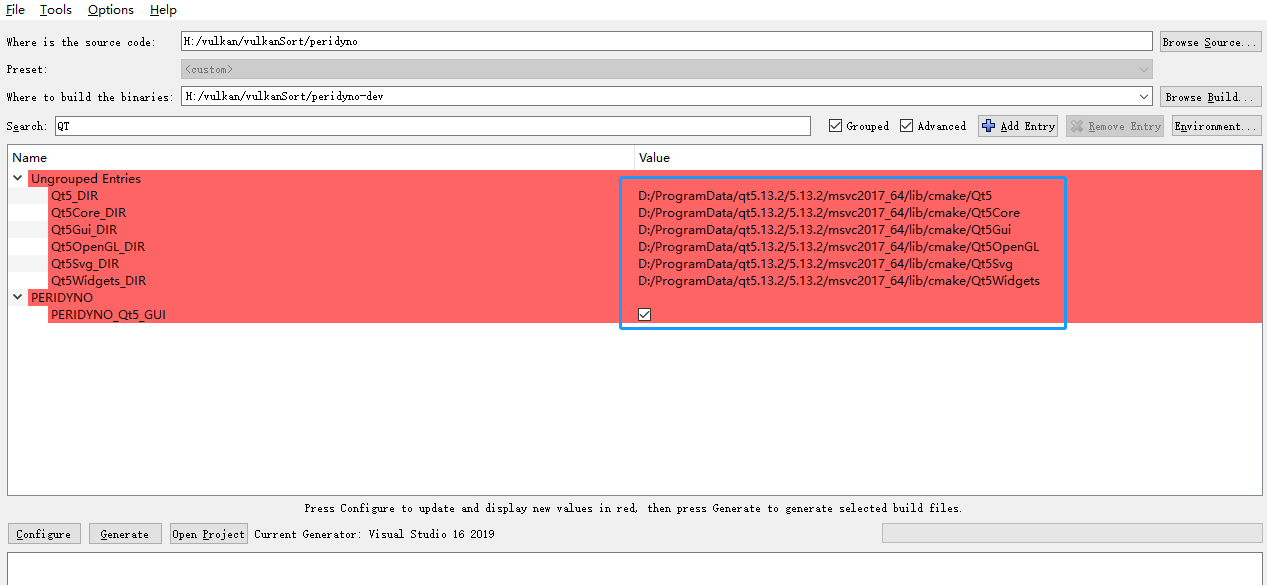 File Tools Options Help
Where is the source code: H:/vulkan/vulkanSort/peridyno Browse Source...
Preset: <custom>
Where to build the binaries: H:/vulkan/vulkanSort/peridyno-dev Browse Build...
Search: QT Grouped Advanced Add Entry Remove Entry Environment...
Name Value
Ungrouped Entries
Qt5_DIR D:/ProgramData/qt5.13.2/5.13.2/msvc2017_64/lib/cmake/Qt5
Qt5Core_DIR D:/ProgramData/qt5.13.2/5.13.2/msvc2017_64/lib/cmake/Qt5Core
Qt5Gui_DIR D:/ProgramData/qt5.13.2/5.13.2/msvc2017_64/lib/cmake/Qt5Gui
Qt5OpenGL_DIR D:/ProgramData/qt5.13.2/5.13.2/msvc2017_64/lib/cmake/Qt5OpenGL
Qt5Svg_DIR D:/ProgramData/qt5.13.2/5.13.2/msvc2017_64/lib/cmake/Qt5Svg
Qt5Widgets_DIR D:/ProgramData/qt5.13.2/5.13.2/msvc2017_64/lib/cmake/Qt5Widgets
PERIDYNO
PERIDYNO_Qt5_GUI
Press Configure to update and display new values in red, then press Generate to generate selected build files.
Configure Generate Open Project Current Generator: Visual Studio 16 2019